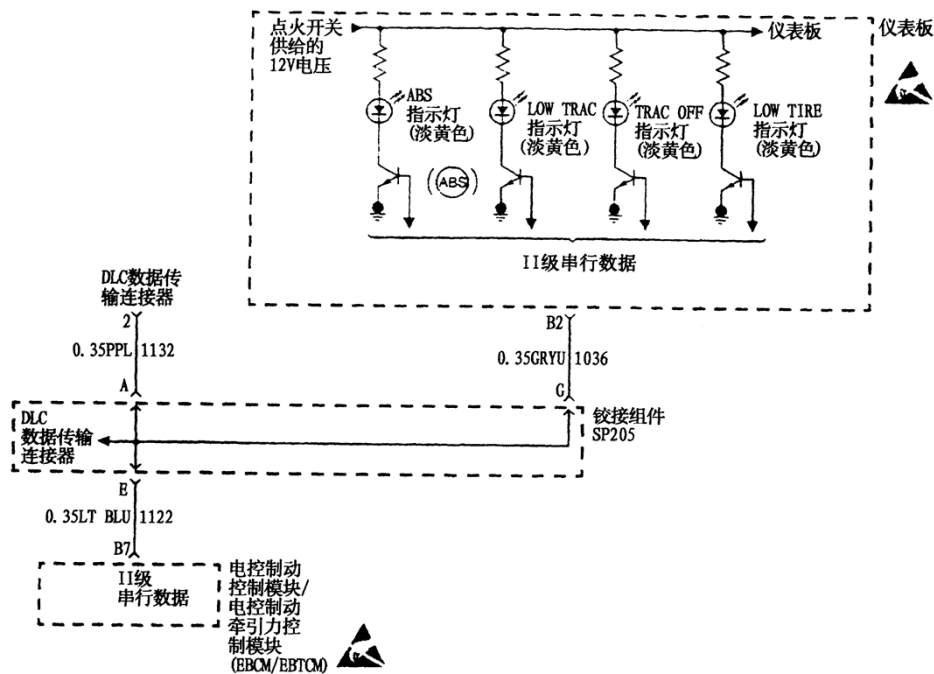 点火开关
供给的
12V电压
仪表板
仪表板
ABS
指示灯
(淡黄色)
LOW TRAC
指示灯
(淡黄色)
TRAC OFF
指示灯
(淡黄色)
LOW TIRE
指示灯
(淡黄色)
(ABS)
II级串行数据
DLC数据传
输连接器
2
0.35PPL 1132
A
B2
0.35GRYU 1036
G
DLC
数据传输
连接器
铰接组件
SP205
E
0.35LT BLU 1122
B7
II级
串行数据
电控制动
控制模块/
电控制动
牵引力控
制模块
(EBCM/EBTCM)